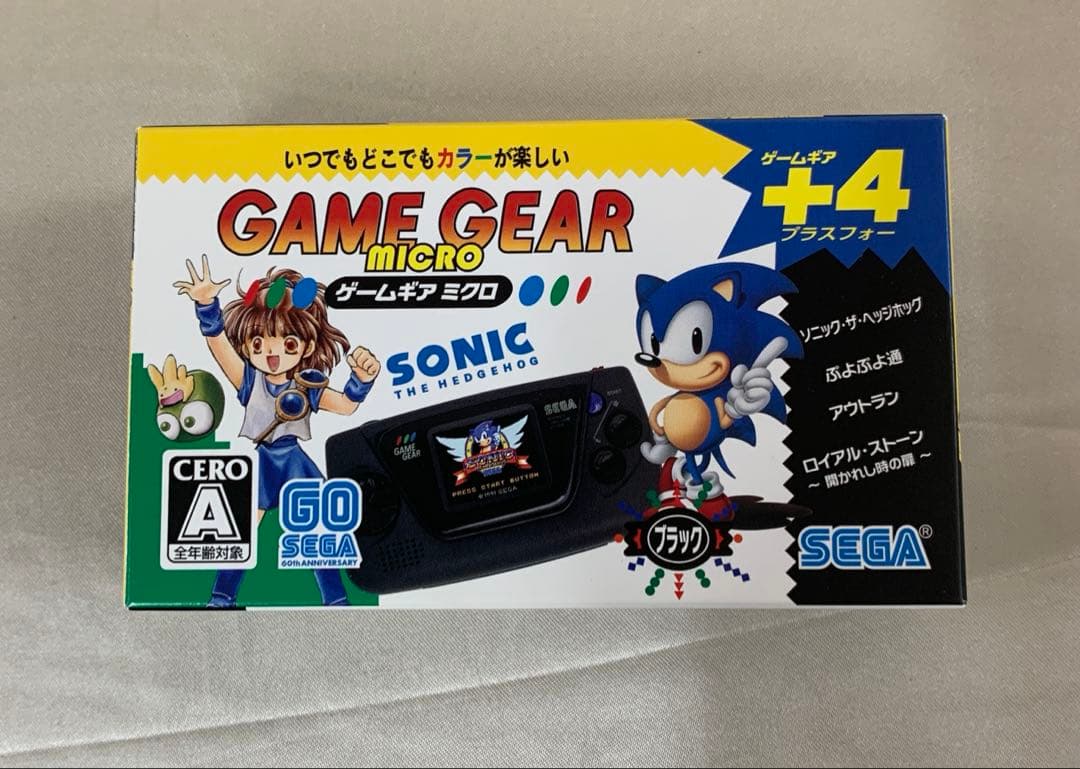 いつでもどこでもカラーが楽しい
ゲームギア
+4
プラスフォー
GAME GEAR
MICRO
ゲームギア ミクロ
SONIC
THE HEDGEHOG
ソニック・ザ・ヘッジホッグ
ぷよぷよ通
アウトラン
ロイアル・ストーン
～開かれし時の扉～
SEGA
GAME
GEAR
START
PRESS START BUTTON
©1991 SEGA
CERO
A
全年齢対象
GO
SEGA
60th ANNIVERSARY
ブラック
SEGA®